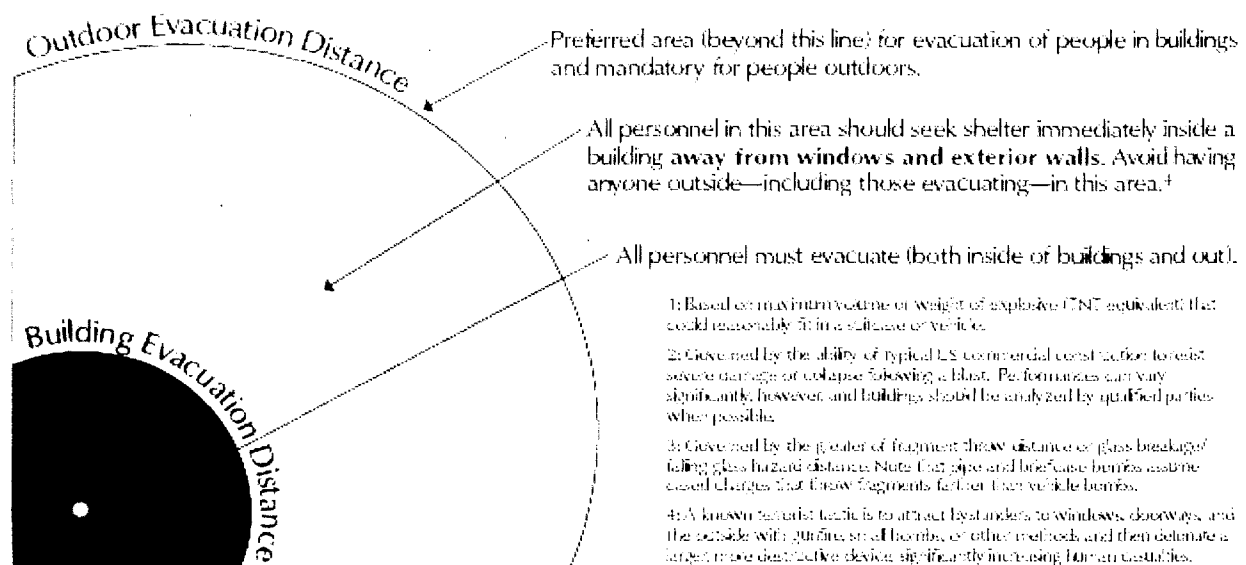 Outdoor Evacuation Distance
Preferred area (beyond this line) for evacuation of people in buildings
and mandatory for people outdoors.
All personnel in this area should seek shelter immediately inside a
building away from windows and exterior walls. Avoid having
anyone outside—including those evacuating—in this area.4
All personnel must evacuate (both inside of buildings and out).
Building Evacuation Distance
1: Based on maximum volume or weight of explosive (TNT equivalent) that
could reasonably fit in a suitcase or vehicle.
2: Governed by the ability of typical US commercial construction to resist
severe damage or collapse following a blast. Performances can vary
significantly, however, and buildings should be analyzed by qualified parties
when possible.
3: Governed by the greater of fragment throw distance or glass breakage/
falling glass hazard distance. Note that pipe and briefcase bombs assume
cased charges that throw fragments farther than vehicle bombs.
4: A known terrorist tactic is to attract bystanders to windows, doorways, and
the outside with gunfire, small bombs, or other methods and then detonate a
larger, more destructive device, significantly increasing human casualties.